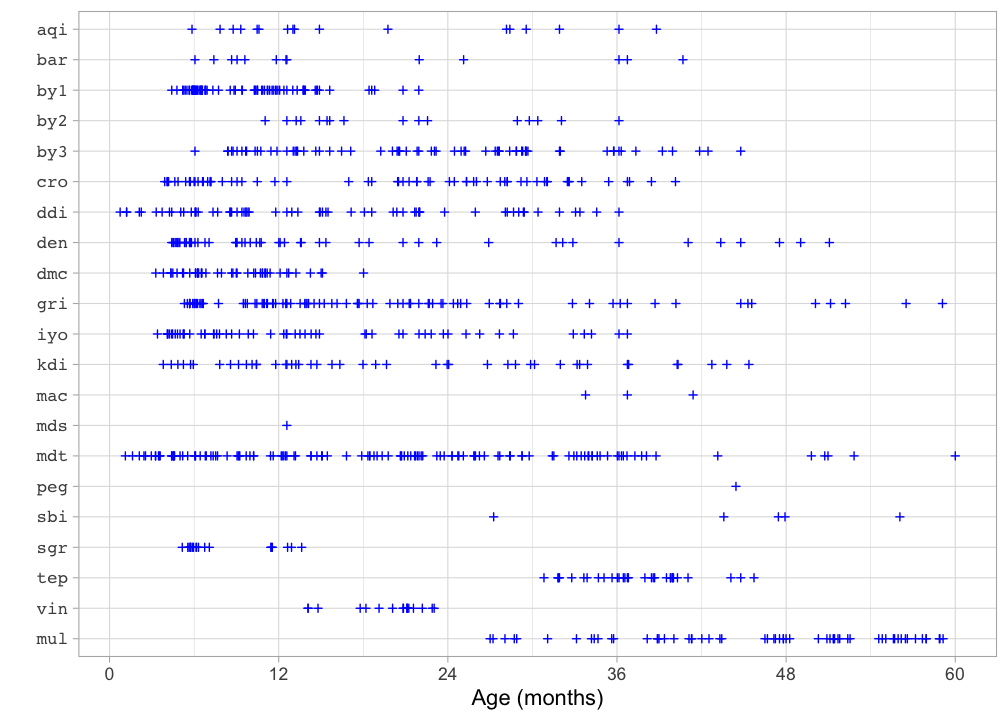 aqi
bar
by1
by2
by3
cro
ddi
den
dmc
gri
iyo
kdi
mac
mds
mdt
peg
sbi
sgr
tep
vin
mul
0 12 24 36 48 60
Age (months)